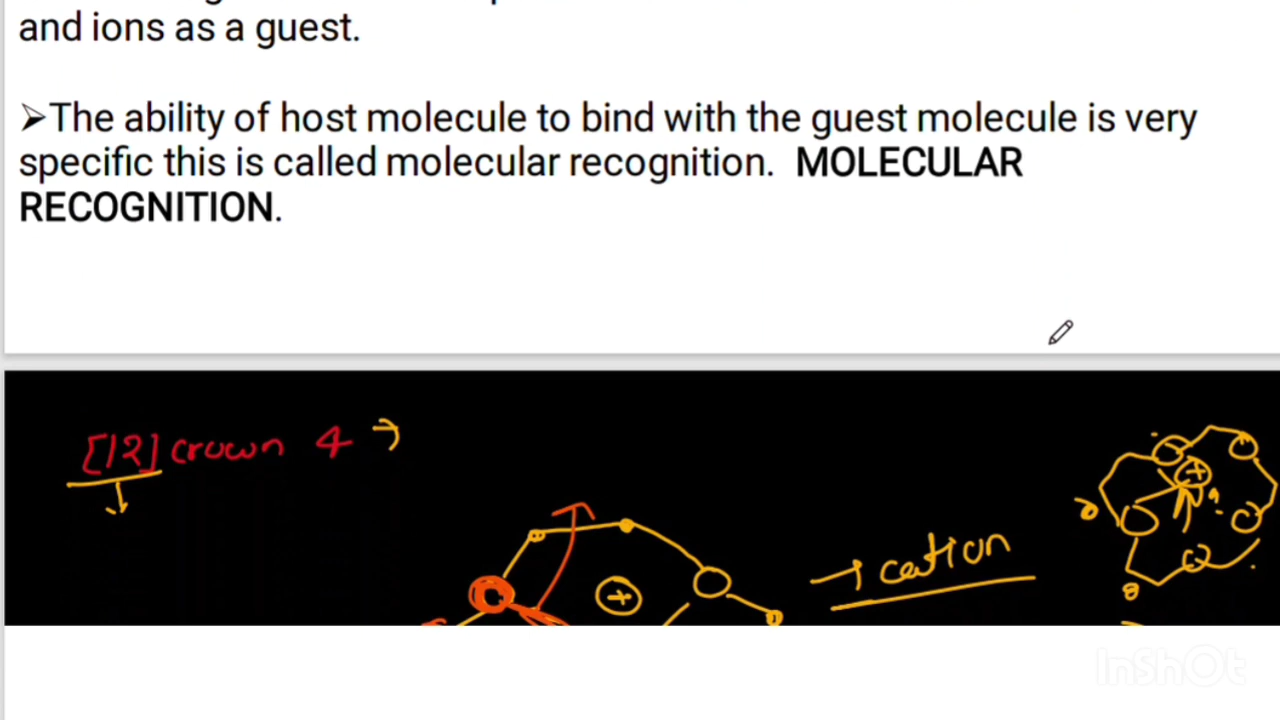 and ions as a guest.
➢The ability of host molecule to bind with the guest molecule is very
specific this is called molecular recognition. MOLECULAR
RECOGNITION.
[12] crown 4 →
→ cation
InShOt